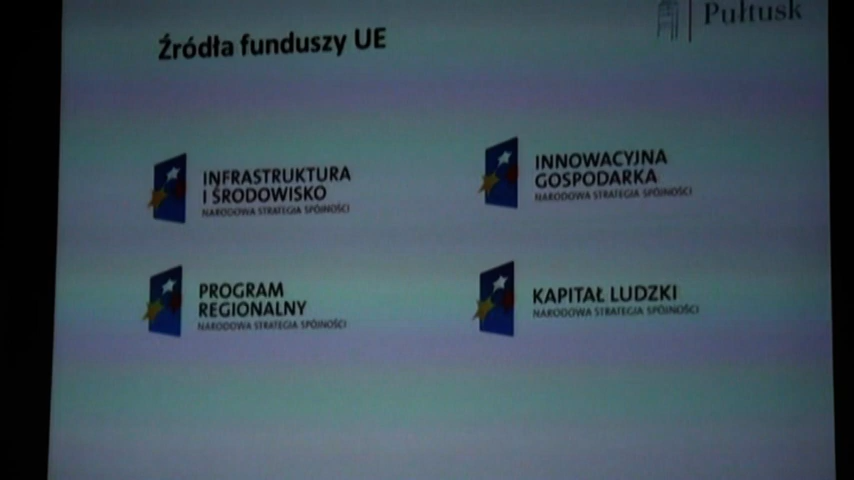 Pułtusk
Źródła funduszy UE
INFRASTRUKTURA
I ŚRODOWISKO
NARODOWA STRATEGIA SPÓJNOŚCI
INNOWACYJNA
GOSPODARKA
NARODOWA STRATEGIA SPÓJNOŚCI
PROGRAM
REGIONALNY
NARODOWA STRATEGIA SPÓJNOŚCI
KAPITAŁ LUDZKI
NARODOWA STRATEGIA SPÓJNOŚCI